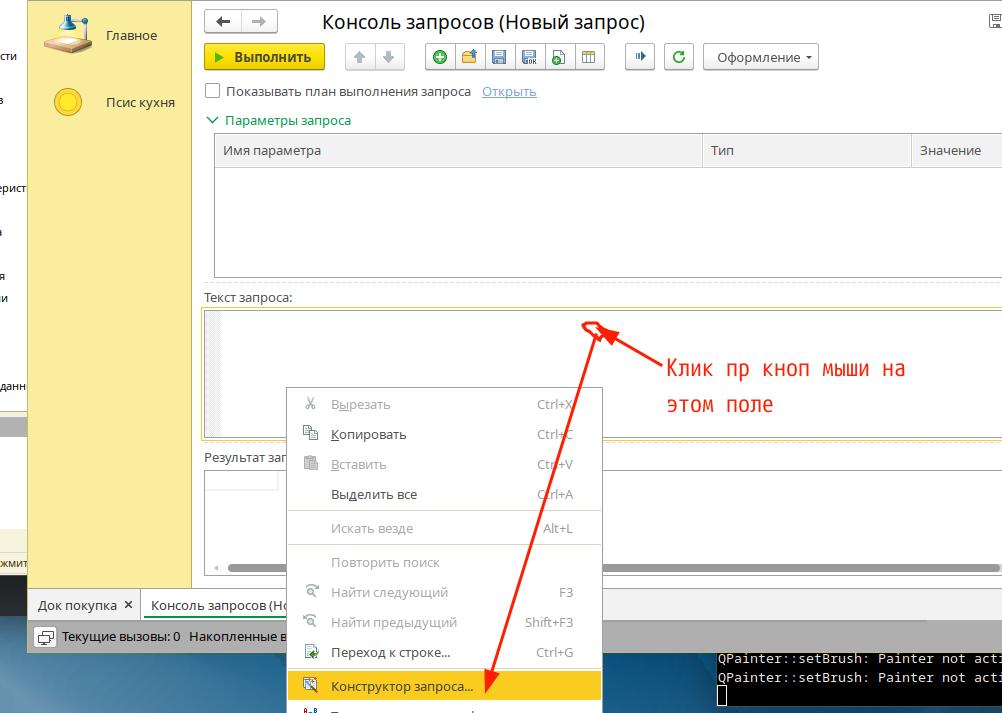 Консоль запросов (Новый запрос)
Главное
Псис кухня
Выполнить
Оформление
Показывать план выполнения запроса Открыть
Параметры запроса
Имя параметра Тип Значение
Текст запроса:
Клик пр кноп мыши на
этом поле
Вырезать Ctrl+X
Копировать Ctrl+C
Вставить Ctrl+V
Выделить все Ctrl+A
Искать везде Alt+L
Повторить поиск
Найти следующий F3
Найти предыдущий Shift+F3
Переход к строке... Ctrl+G
Конструктор запроса...
Результат зап
Док покупка × Консоль запросов (Но
Текущие вызовы: 0 Накопленные в
QPainter::setBrush: Painter not acti
QPainter::setBrush: Painter not acti